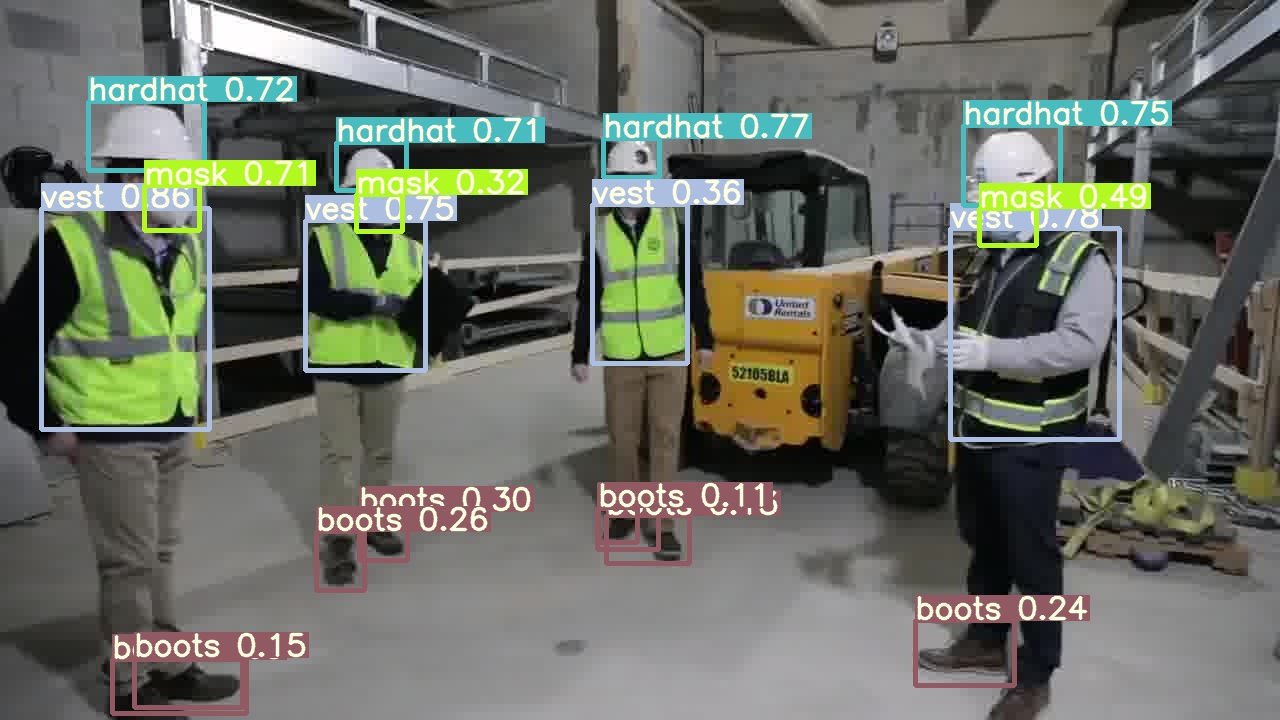 hardhat 0.72
hardhat 0.71
hardhat 0.77
hardhat 0.75
mask 0.71
mask 0.32
mask 0.49
vest 0.86
vest 0.75
vest 0.36
vest 0.78
United
Rentals
52105BLA
boots 0.30
boots 0.26
boots 0.11
boots 0.24
boots 0.15